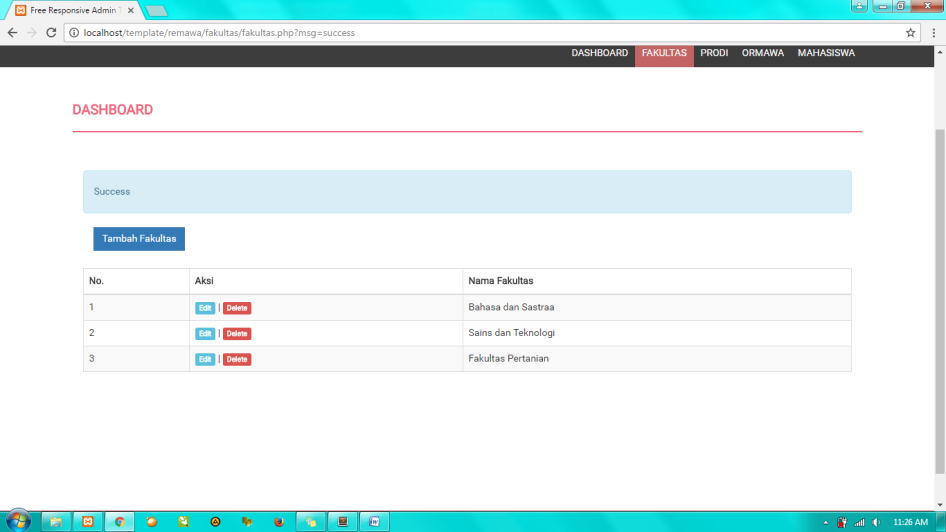 Free Responsive Admin T
localhost/template/remawa/fakultas/fakultas.php?msg=success
DASHBOARD FAKULTAS PRODI ORMAWA MAHASISWA
DASHBOARD
Success
Tambah Fakultas
No. Aksi Nama Fakultas
1 Edit | Delete Bahasa dan Sastraa
2 Edit | Delete Sains dan Teknologi
3 Edit | Delete Fakultas Pertanian
11:26 AM